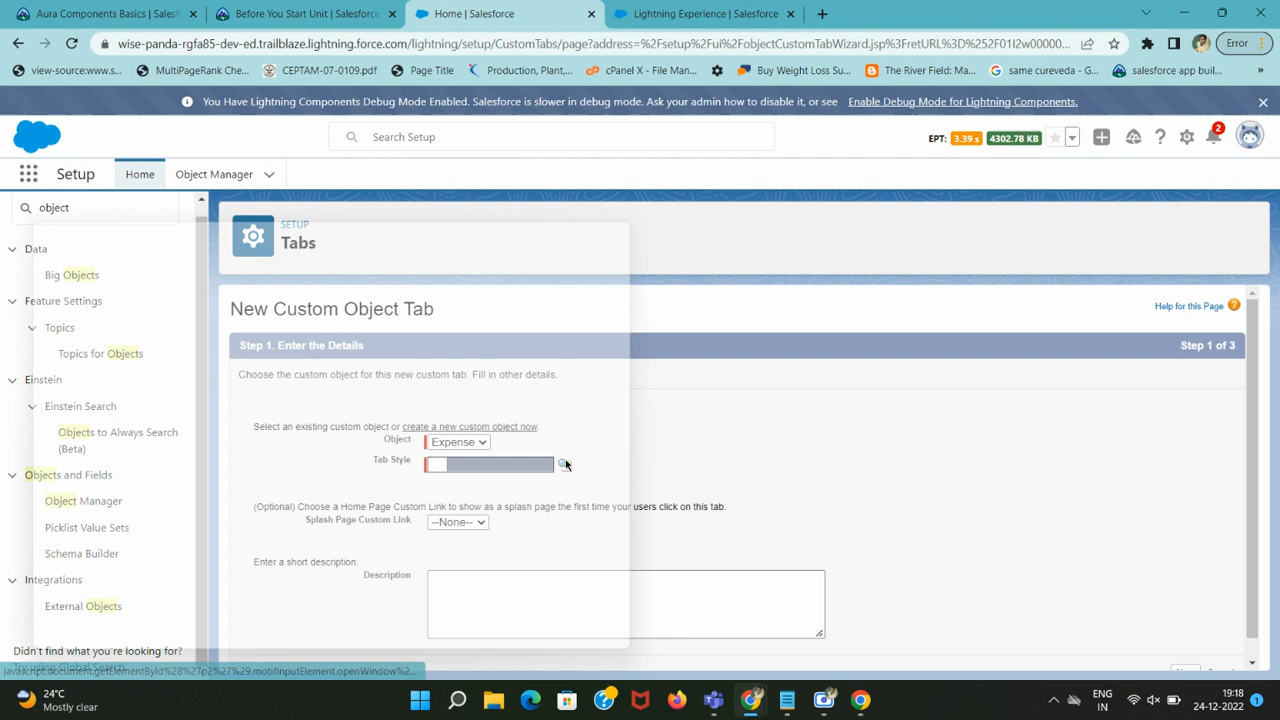 Aura Components Basics | Salesf
Before You Start Unit | Salesforc
Home | Salesforce
Lightning Experience | Salesforc
wise-panda-rgfa85-dev-ed.trailblaze.lightning.force.com/lightning/setup/CustomTabs/page?address=%2Fsetup%2Fui%2FobjectCustomTabWizard.jsp%3FretURL%3D%252F01I2w00000...
Error
view-source:www.s...
MultiPageRank Che...
CEPTAM-07-0109.pdf
Page Title
Production, Plant,...
cPanel X - File Man...
Buy Weight Loss Su...
The River Field: Ma...
same cureveda - G...
salesforce app buil...
You Have Lightning Components Debug Mode Enabled. Salesforce is slower in debug mode. Ask your admin how to disable it, or see Enable Debug Mode for Lightning Components.
Search Setup
EPT: 3.39 s 4302.78 KB
2
Setup
Home
Object Manager
object
Data
Big Objects
Feature Settings
Topics
Topics for Objects
Einstein
Einstein Search
Objects to Always Search
(Beta)
Objects and Fields
Object Manager
Picklist Value Sets
Schema Builder
Integrations
External Objects
Didn't find what you're looking for?
Try using Global Search.
SETUP
Tabs
New Custom Object Tab
Help for this Page
Step 1. Enter the Details
Step 1 of 3
Choose the custom object for this new custom tab. Fill in other details.
Select an existing custom object or create a new custom object now.
Object Expense
Tab Style
(Optional) Choose a Home Page Custom Link to show as a splash page the first time your users click on this tab.
Splash Page Custom Link --None--
Enter a short description.
Description
javascript:document.getElementById%28%27p2%27%29.motifinputElement.openWindow%2...
24°C
Mostly clear
ENG
IN
19:18
24-12-2022
1